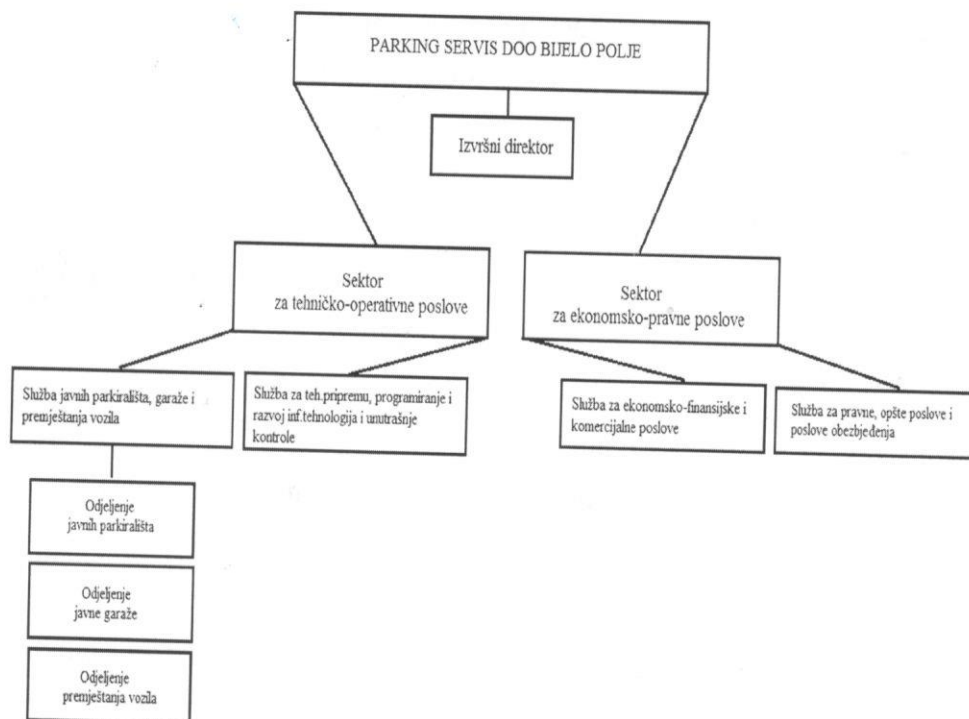 PARKING SERVIS DOO BIJELO POLJE
Izvršni direktor
Sektor
za tehničko-operativne poslove
Sektor
za ekonomsko-pravne poslove
Služba javnih parkirališta, garaže i
premještanja vozila
Služba za teh.pripremu, programiranje i
razvoj inf.tehnologija i unutrašnje
kontrole
Služba za ekonomsko-finansijske i
komercijalne poslove
Služba za pravne, opšte poslove i
poslove obezbjeđenja
Odjeljenje
javnih parkirališta
Odjeljenje
javne garaže
Odjeljenje
premještanja vozila